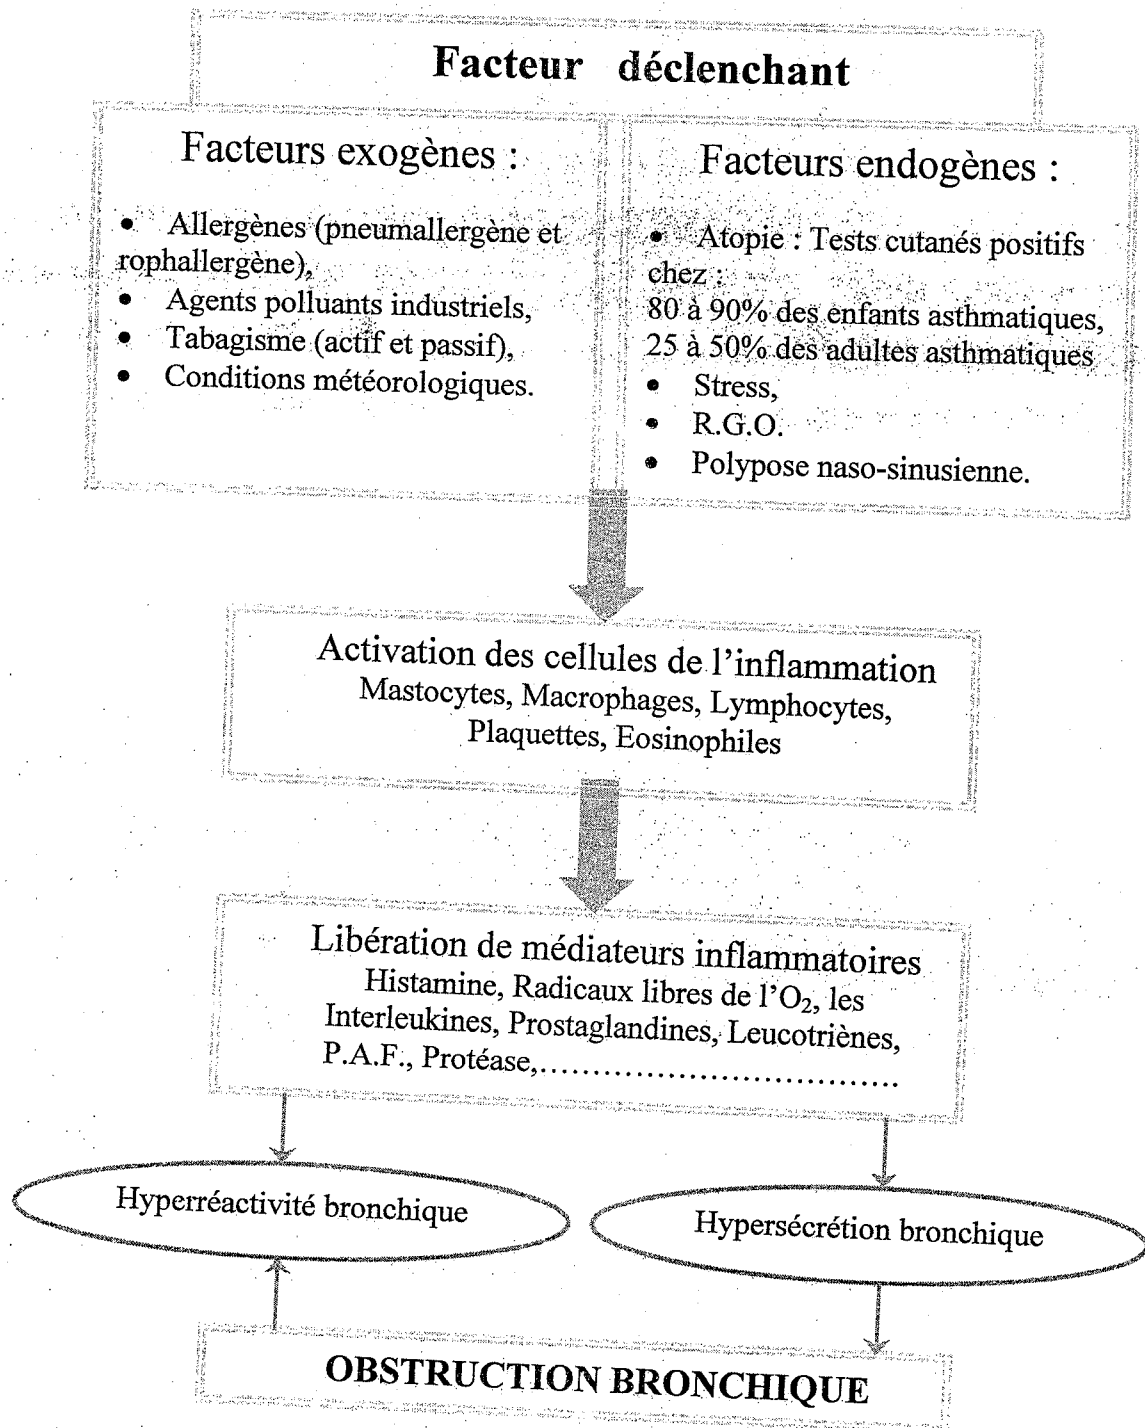 Facteur déclenchant
Facteurs exogènes :
• Allergènes (pneumallergène et
rophallergène),
• Agents polluants industriels,
• Tabagisme (actif et passif),
• Conditions météorologiques.
Facteurs endogènes :
• Atopie : Tests cutanés positifs
chez :
80 à 90% des enfants asthmatiques,
25 à 50% des adultes asthmatiques
• Stress,
• R.G.O.
• Polypose naso-sinusienne.
Activation des cellules de l'inflammation
Mastocytes, Macrophages, Lymphocytes,
Plaquettes, Eosinophiles
Libération de médiateurs inflammatoires
Histamine, Radicaux libres de l'O₂, les
Interleukines, Prostaglandines, Leucotriènes,
P.A.F., Protéase,....................................
Hyperréactivité bronchique
Hypersécrétion bronchique
OBSTRUCTION BRONCHIQUE